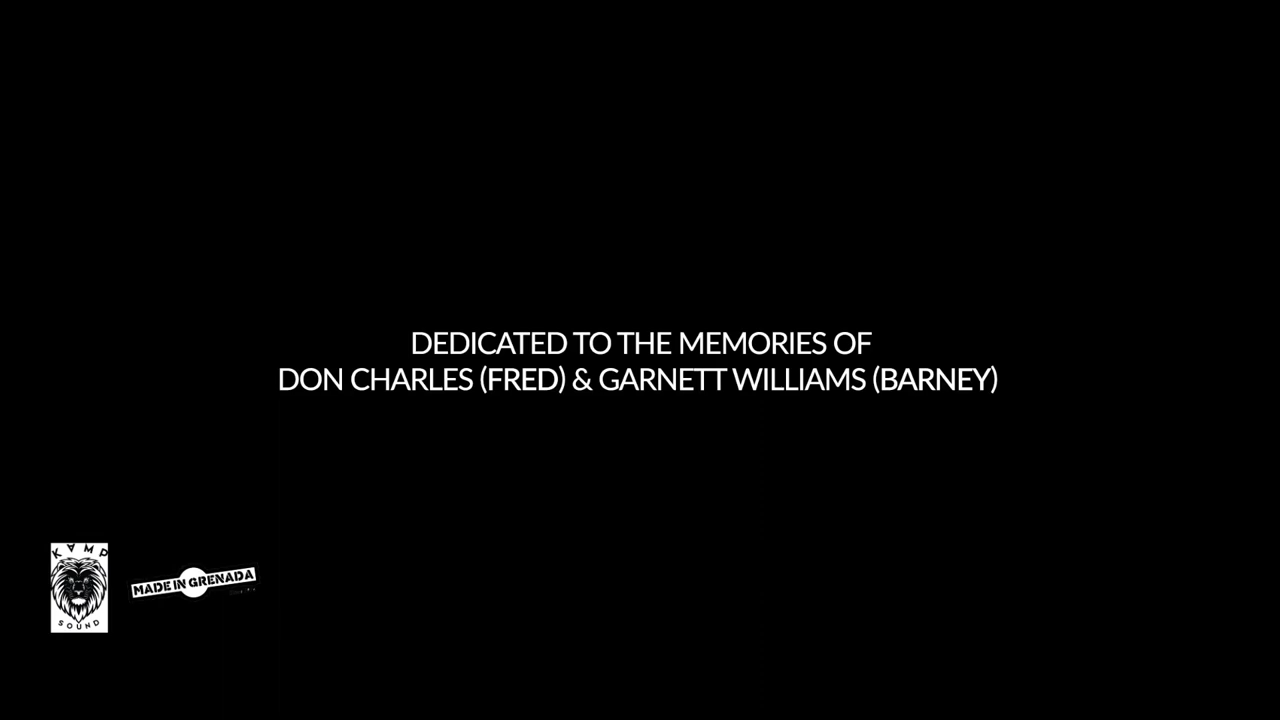 DEDICATED TO THE MEMORIES OF
DON CHARLES (FRED) & GARNETT WILLIAMS (BARNEY)
KAMP
SOUND
MADE IN GRENADA